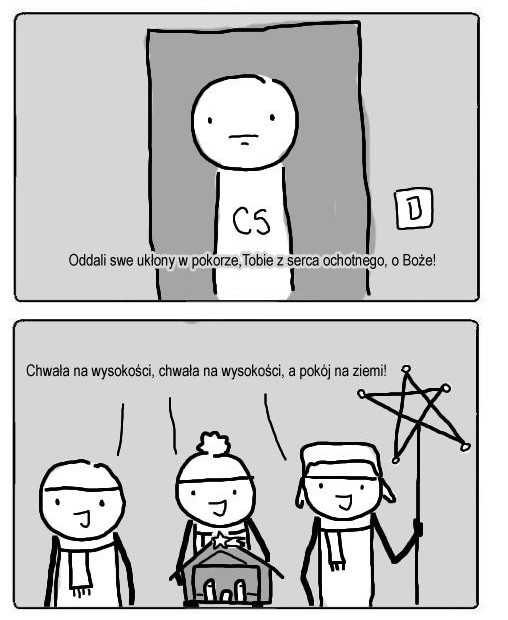 CS
D
Oddali swe ukłony w pokorze,Tobie z serca ochotnego, o Boże!
Chwała na wysokości, chwała na wysokości, a pokój na ziemi!